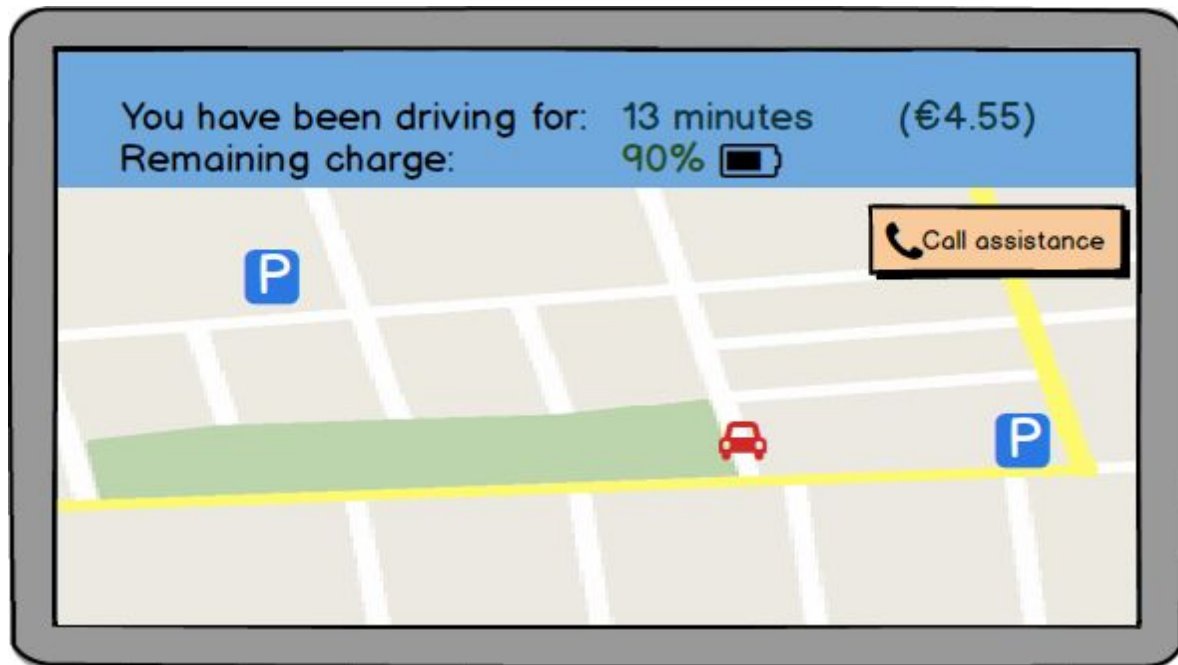 You have been driving for: 13 minutes (€4.55)
Remaining charge: 90%
Call assistance
P
P